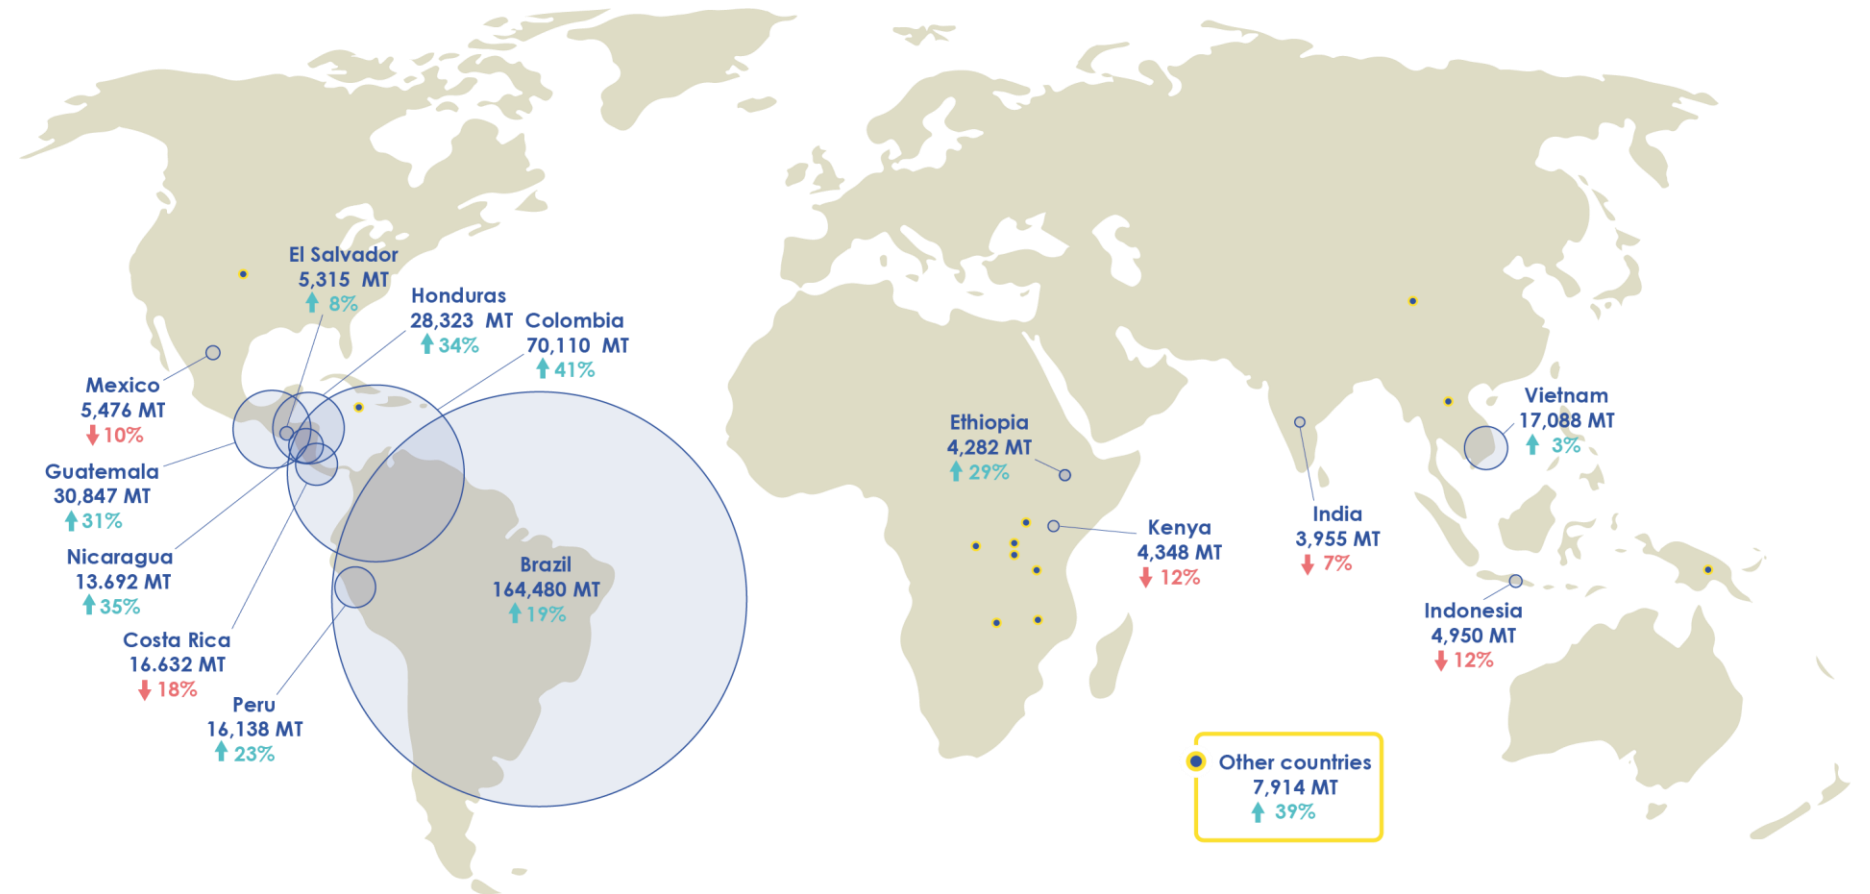 El Salvador
5,315 MT
8%
Honduras
28,323 MT
34%
Colombia
70,110 MT
41%
Mexico
5,476 MT
10%
Guatemala
30,847 MT
31%
Nicaragua
13.692 MT
35%
Costa Rica
16.632 MT
18%
Peru
16,138 MT
23%
Brazil
164,480 MT
19%
Ethiopia
4,282 MT
29%
Kenya
4,348 MT
12%
India
3,955 MT
7%
Vietnam
17,088 MT
3%
Indonesia
4,950 MT
12%
Other countries
7,914 MT
39%